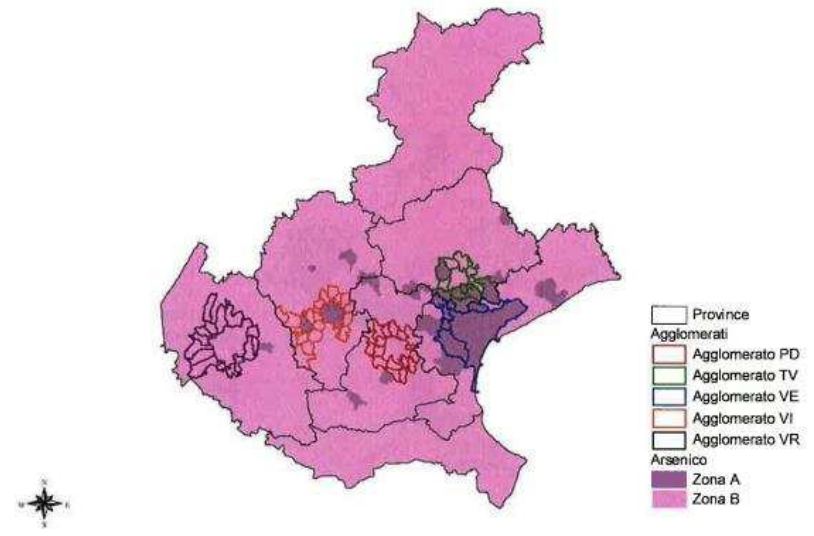 Province
Agglomerati
Agglomerato PD
Agglomerato TV
Agglomerato VE
Agglomerato VI
Agglomerato VR
Arsenico
Zona A
Zona B
N
W E
S